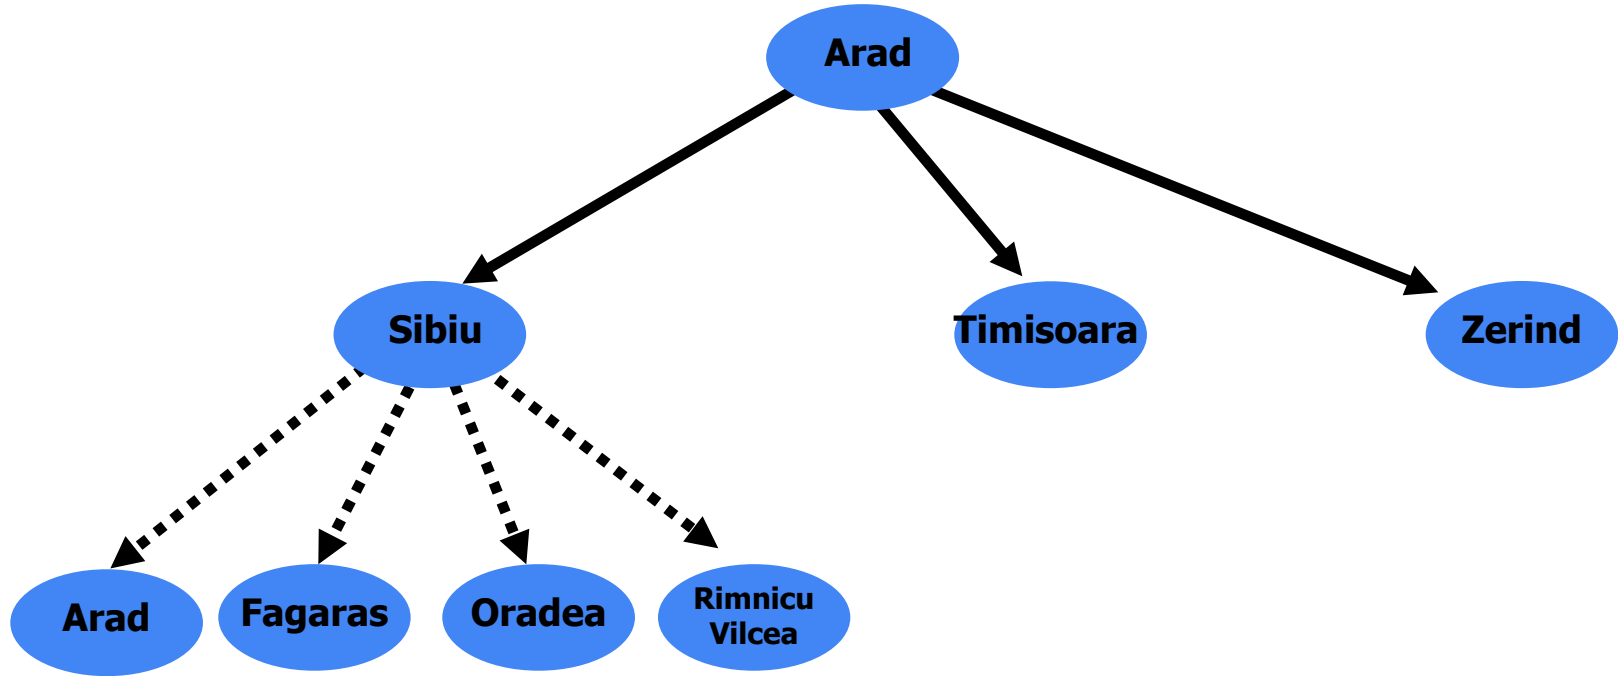 Arad
Sibiu
Timisoara
Zerind
Arad
Fagaras
Oradea
Rimnicu
Vilcea